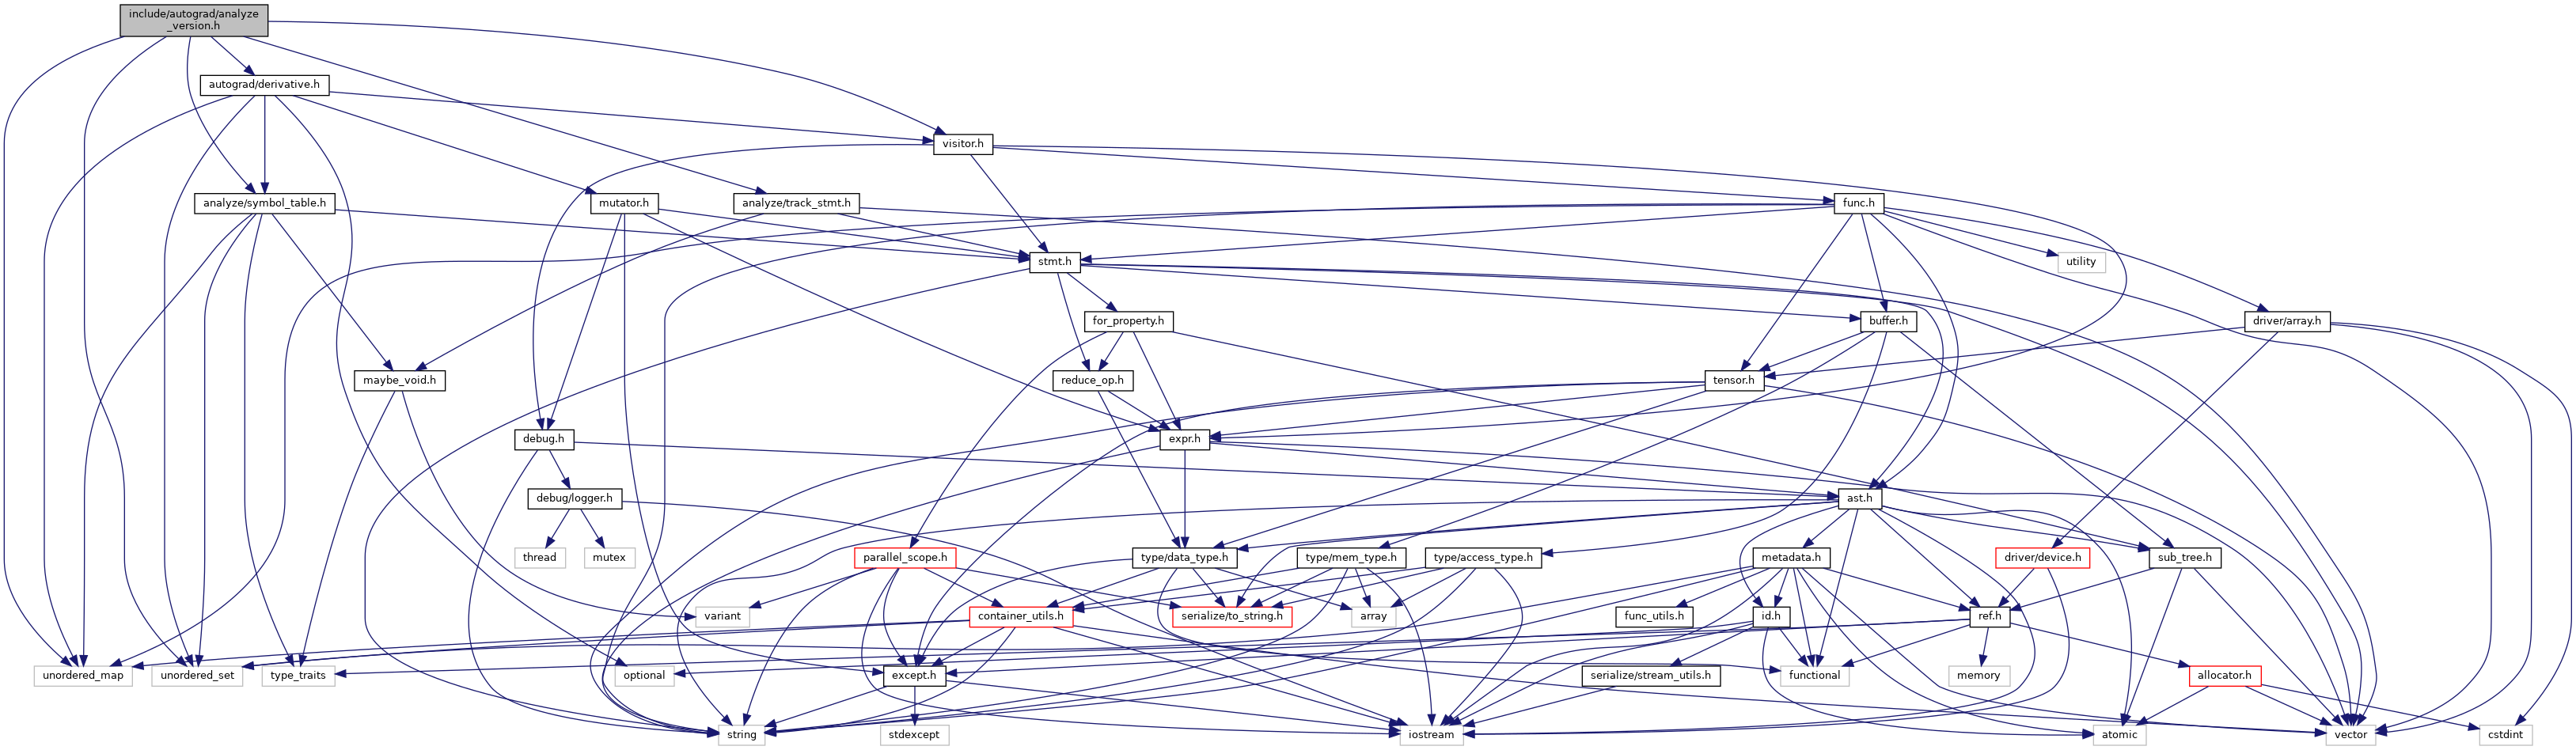 include/autograd/analyze
_version.h
autograd/derivative.h
visitor.h
analyze/symbol_table.h
mutator.h
analyze/track_stmt.h
func.h
stmt.h
utility
for_property.h
buffer.h
driver/array.h
maybe_void.h
reduce_op.h
tensor.h
debug.h
expr.h
debug/logger.h
ast.h
thread
mutex
parallel_scope.h
type/data_type.h
type/mem_type.h
type/access_type.h
metadata.h
driver/device.h
sub_tree.h
variant
container_utils.h
serialize/to_string.h
array
func_utils.h
id.h
ref.h
unordered_map
unordered_set
type_traits
optional
except.h
functional
serialize/stream_utils.h
memory
allocator.h
string
stdexcept
iostream
atomic
vector
cstdint